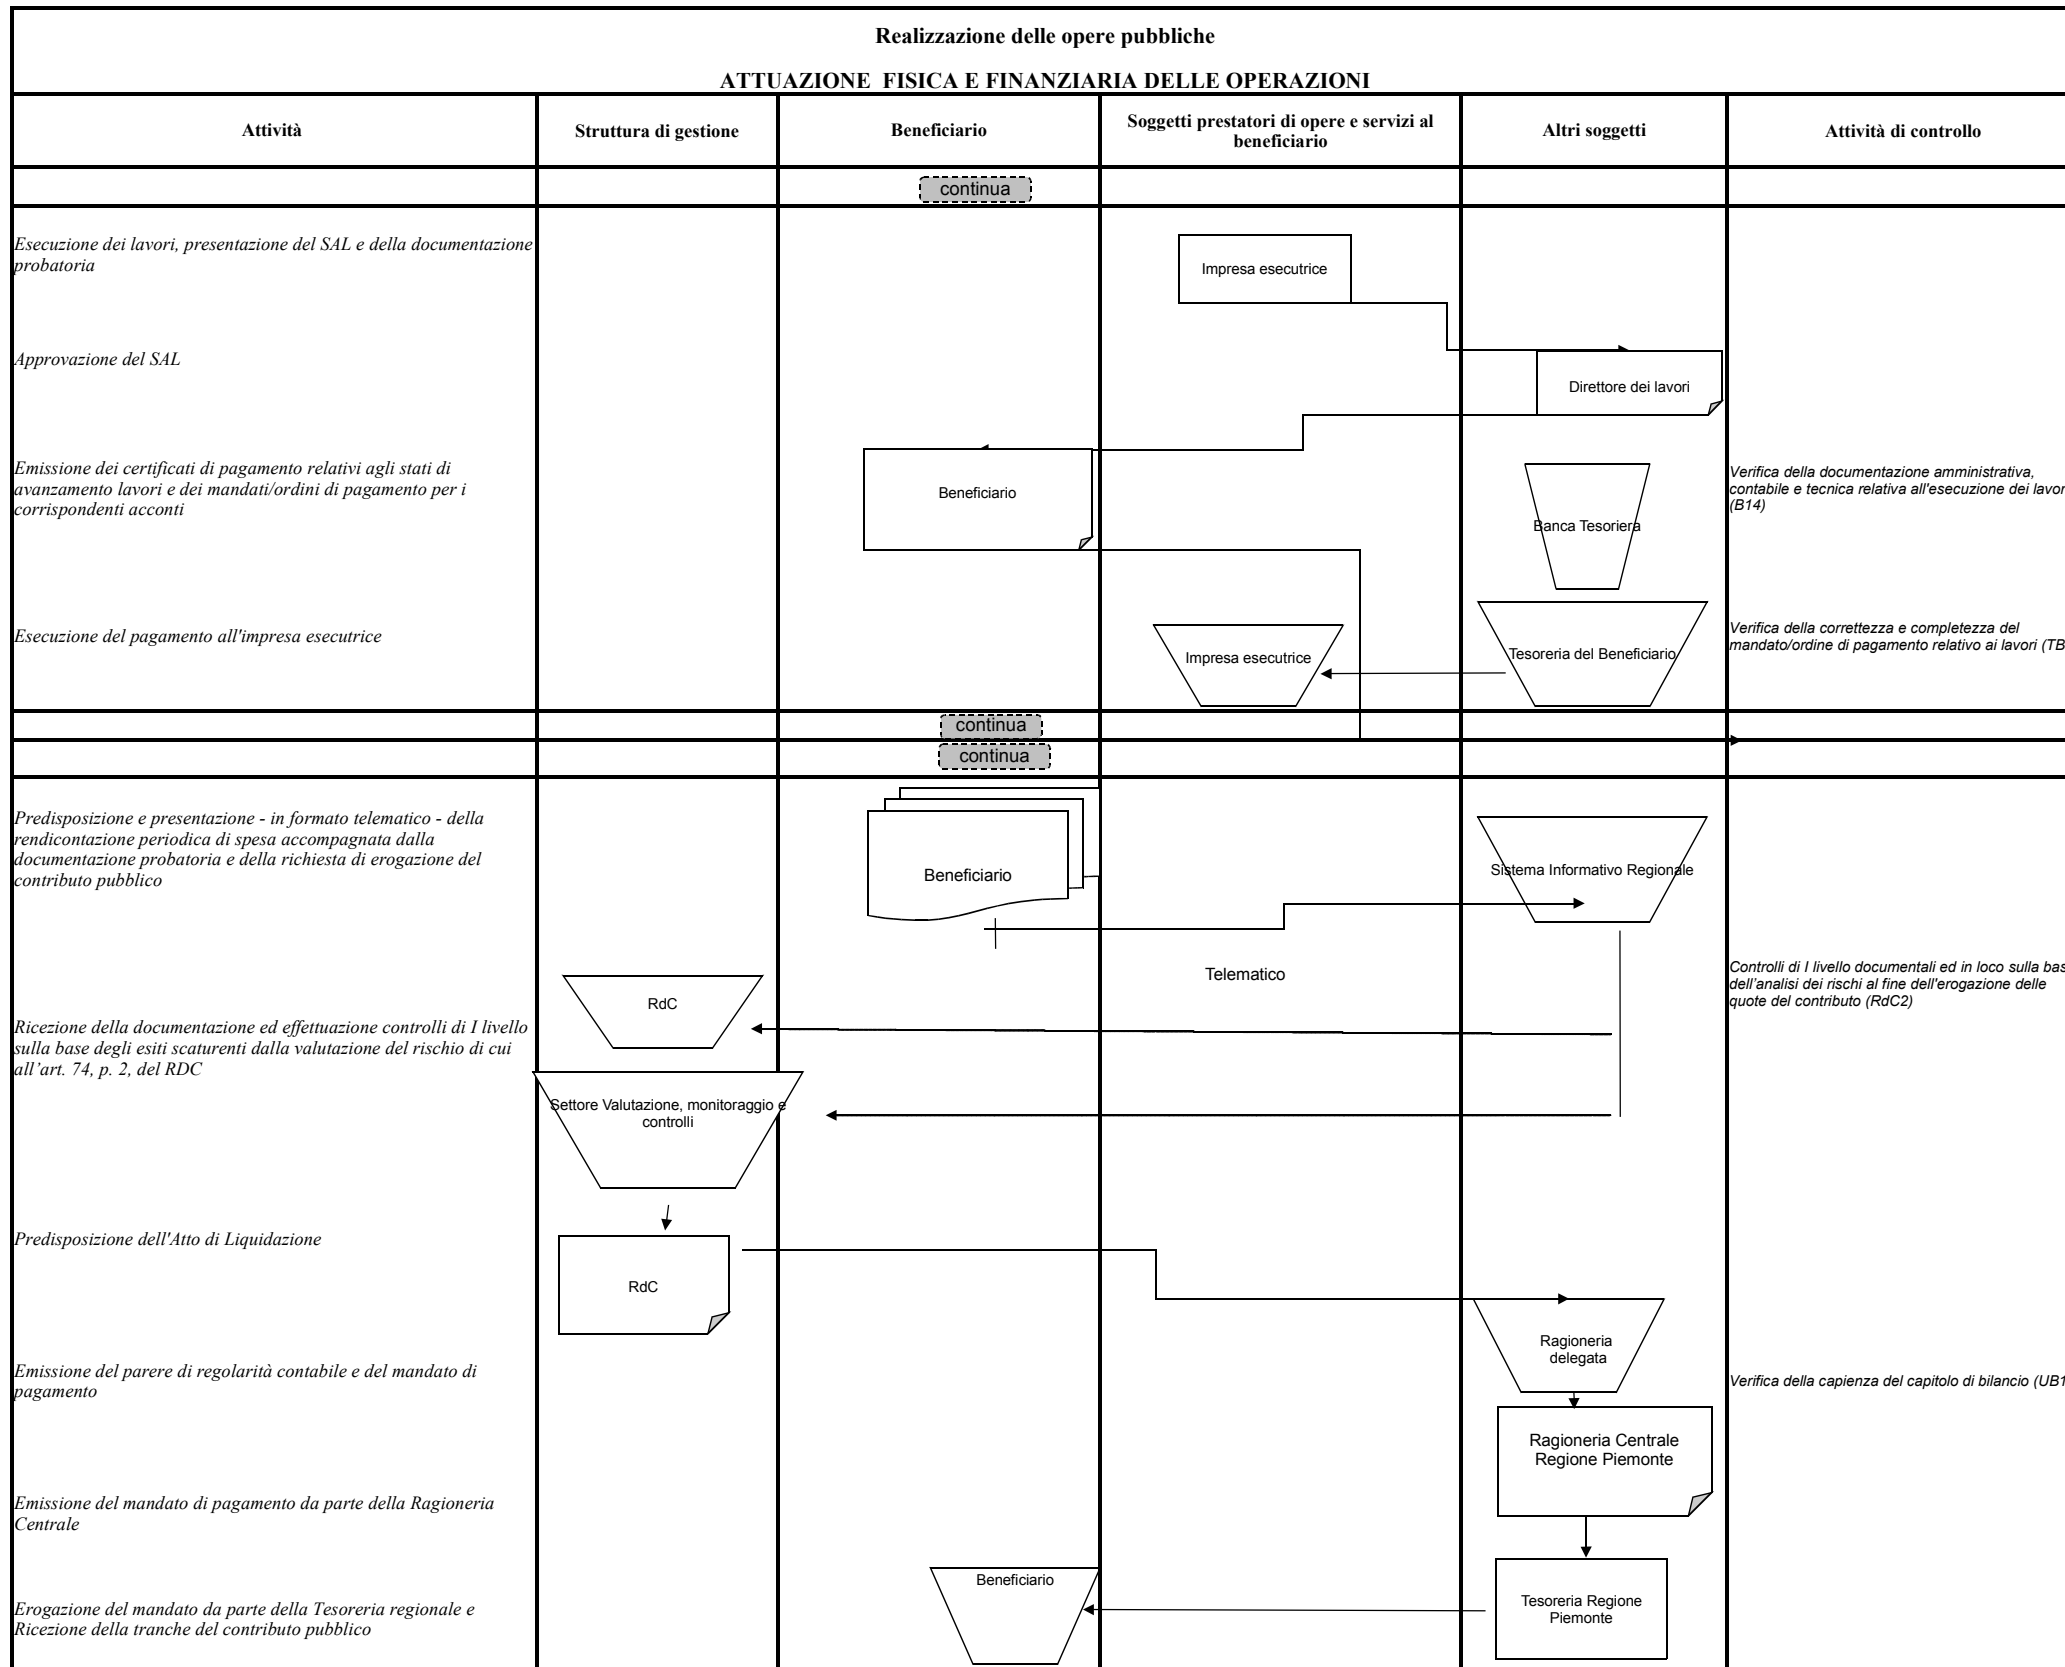 Realizzazione delle opere pubbliche
ATTUAZIONE FISICA E FINANZIARIA DELLE OPERAZIONI
Attività
Struttura di gestione
Beneficiario
Soggetti prestatori di opere e servizi al
beneficiario
Altri soggetti
Attività di controllo
continua
Esecuzione dei lavori, presentazione del SAL e della documentazione
probatoria
Impresa esecutrice
Approvazione del SAL
Direttore dei lavori
Emissione dei certificati di pagamento relativi agli stati di
avanzamento lavori e dei mandati/ordini di pagamento per i
corrispondenti acconti
Beneficiario
Banca Tesoriera
Verifica della documentazione amministrativa,
contabile e tecnica relativa all'esecuzione dei lavor
(B14)
Esecuzione del pagamento all'impresa esecutrice
Impresa esecutrice
Tesoreria del Beneficiario
Verifica della correttezza e completezza del
mandato/ordine di pagamento relativo ai lavori (TB
continua
continua
Predisposizione e presentazione - in formato telematico - della
rendicontazione periodica di spesa accompagnata dalla
documentazione probatoria e della richiesta di erogazione del
contributo pubblico
Beneficiario
Sistema Informativo Regionale
Telematico
Controlli di I livello documentali ed in loco sulla bas
dell'analisi dei rischi al fine dell'erogazione delle
quote del contributo (RdC2)
RdC
Ricezione della documentazione ed effettuazione controlli di I livello
sulla base degli esiti scaturenti dalla valutazione del rischio di cui
all'art. 74, p. 2, del RDC
Settore Valutazione, monitoraggio e
controlli
Predisposizione dell'Atto di Liquidazione
RdC
Ragioneria
delegata
Emissione del parere di regolarità contabile e del mandato di
pagamento
Verifica della capienza del capitolo di bilancio (UB1
Ragioneria Centrale
Regione Piemonte
Emissione del mandato di pagamento da parte della Ragioneria
Centrale
Beneficiario
Erogazione del mandato da parte della Tesoreria regionale e
Ricezione della tranche del contributo pubblico
Tesoreria Regione
Piemonte